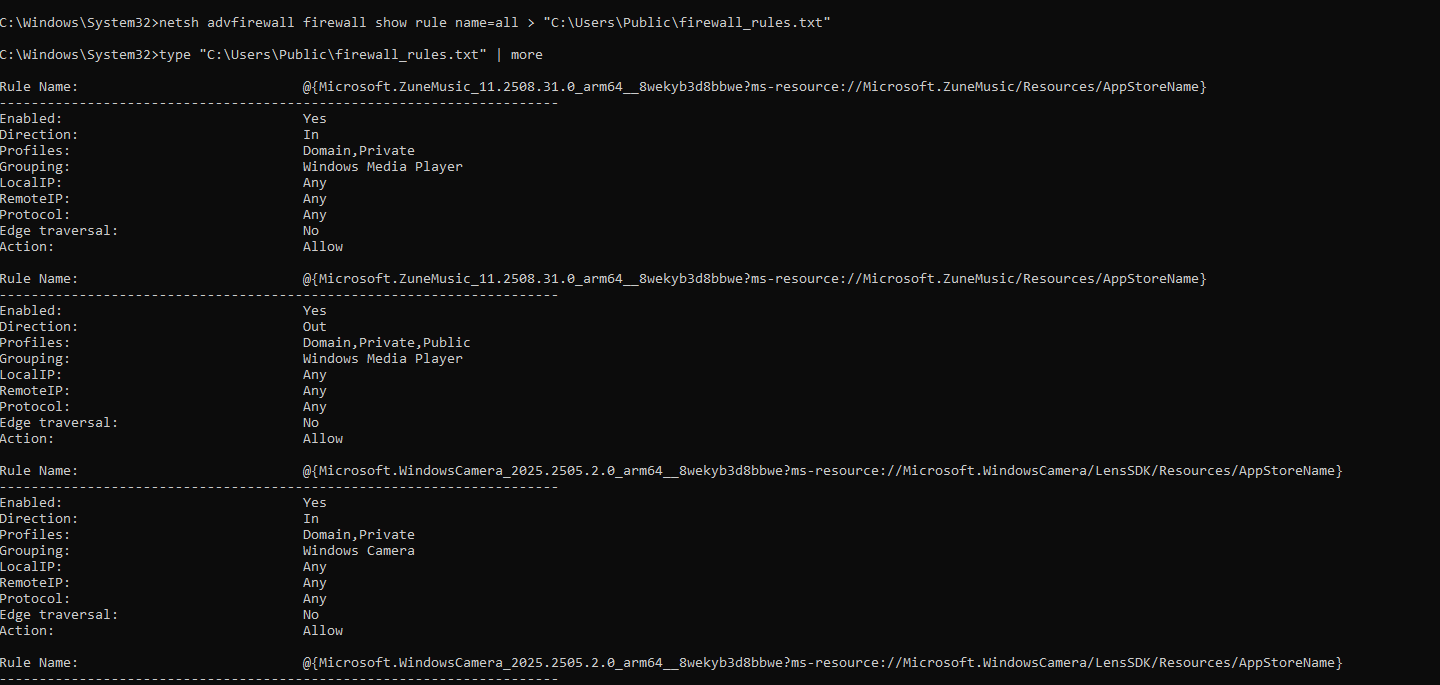 C:\Windows\System32>netsh advfirewall firewall show rule name=all > "C:\Users\Public\firewall_rules.txt"
C:\Windows\System32>type "C:\Users\Public\firewall_rules.txt" | more
Rule Name: @{Microsoft.ZuneMusic_11.2508.31.0_arm64__8wekyb3d8bbwe?ms-resource://Microsoft.ZuneMusic/Resources/AppStoreName}
----------------------------------------------------------------------
Enabled: Yes
Direction: In
Profiles: Domain,Private
Grouping: Windows Media Player
LocalIP: Any
RemoteIP: Any
Protocol: Any
Edge traversal: No
Action: Allow
Rule Name: @{Microsoft.ZuneMusic_11.2508.31.0_arm64__8wekyb3d8bbwe?ms-resource://Microsoft.ZuneMusic/Resources/AppStoreName}
----------------------------------------------------------------------
Enabled: Yes
Direction: Out
Profiles: Domain,Private,Public
Grouping: Windows Media Player
LocalIP: Any
RemoteIP: Any
Protocol: Any
Edge traversal: No
Action: Allow
Rule Name: @{Microsoft.WindowsCamera_2025.2505.2.0_arm64__8wekyb3d8bbwe?ms-resource://Microsoft.WindowsCamera/LensSDK/Resources/AppStoreName}
----------------------------------------------------------------------
Enabled: Yes
Direction: In
Profiles: Domain,Private
Grouping: Windows Camera
LocalIP: Any
RemoteIP: Any
Protocol: Any
Edge traversal: No
Action: Allow
Rule Name: @{Microsoft.WindowsCamera_2025.2505.2.0_arm64__8wekyb3d8bbwe?ms-resource://Microsoft.WindowsCamera/LensSDK/Resources/AppStoreName}
----------------------------------------------------------------------